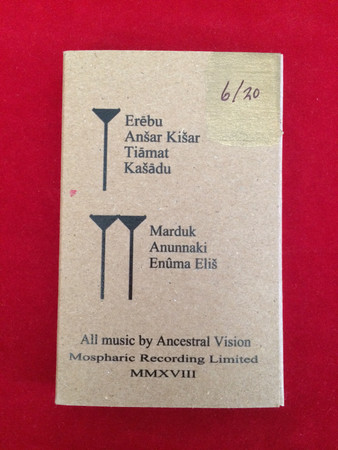 6/20
Erēbu
Anšar Kišar
Tiāmat
Kašādu
Marduk
Anunnaki
Enûma Eliš
All music by Ancestral Vision
Mospharic Recording Limited
MMXVIII